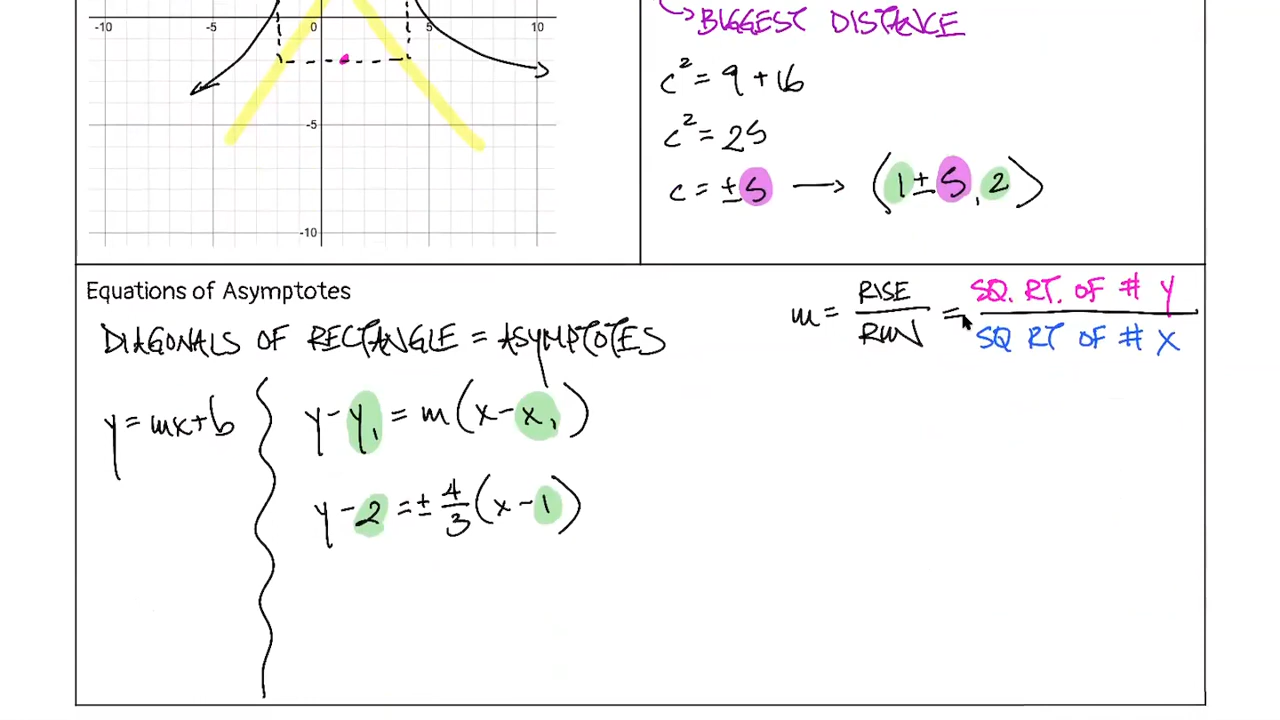 -10 -5 0 5 10
-5
-10
BIGGEST DISTANCE
c² = 9 + 16
c² = 25
c = ± 5 → (1 ± 5, 2)
Equations of Asymptotes
DIAGONALS OF RECTANGLE = ASYMPTOTES
m = RISE / RUN = SQ. RT. OF # Y / SQ RT OF # X
y = mx + b
y - y₁ = m(x - x₁)
y - 2 = ± 4/3 (x - 1)